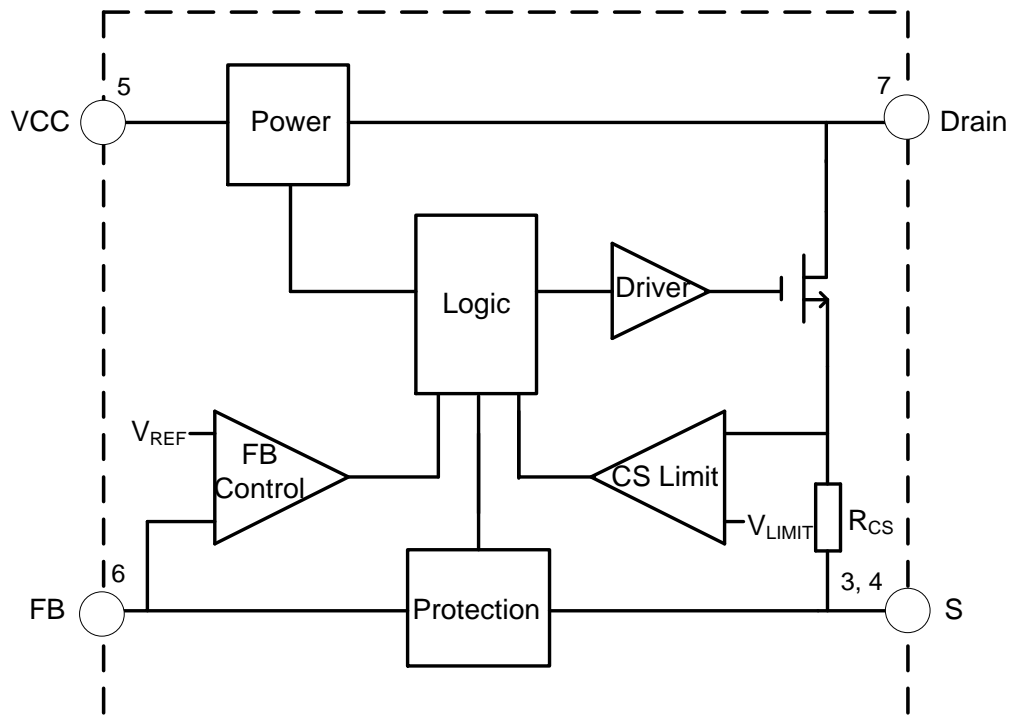 5
7
VCC
Power
Drain
Logic
Driver
VREF
FB
Control
CS Limit
VLIMIT
RCS
6
3, 4
FB
Protection
S